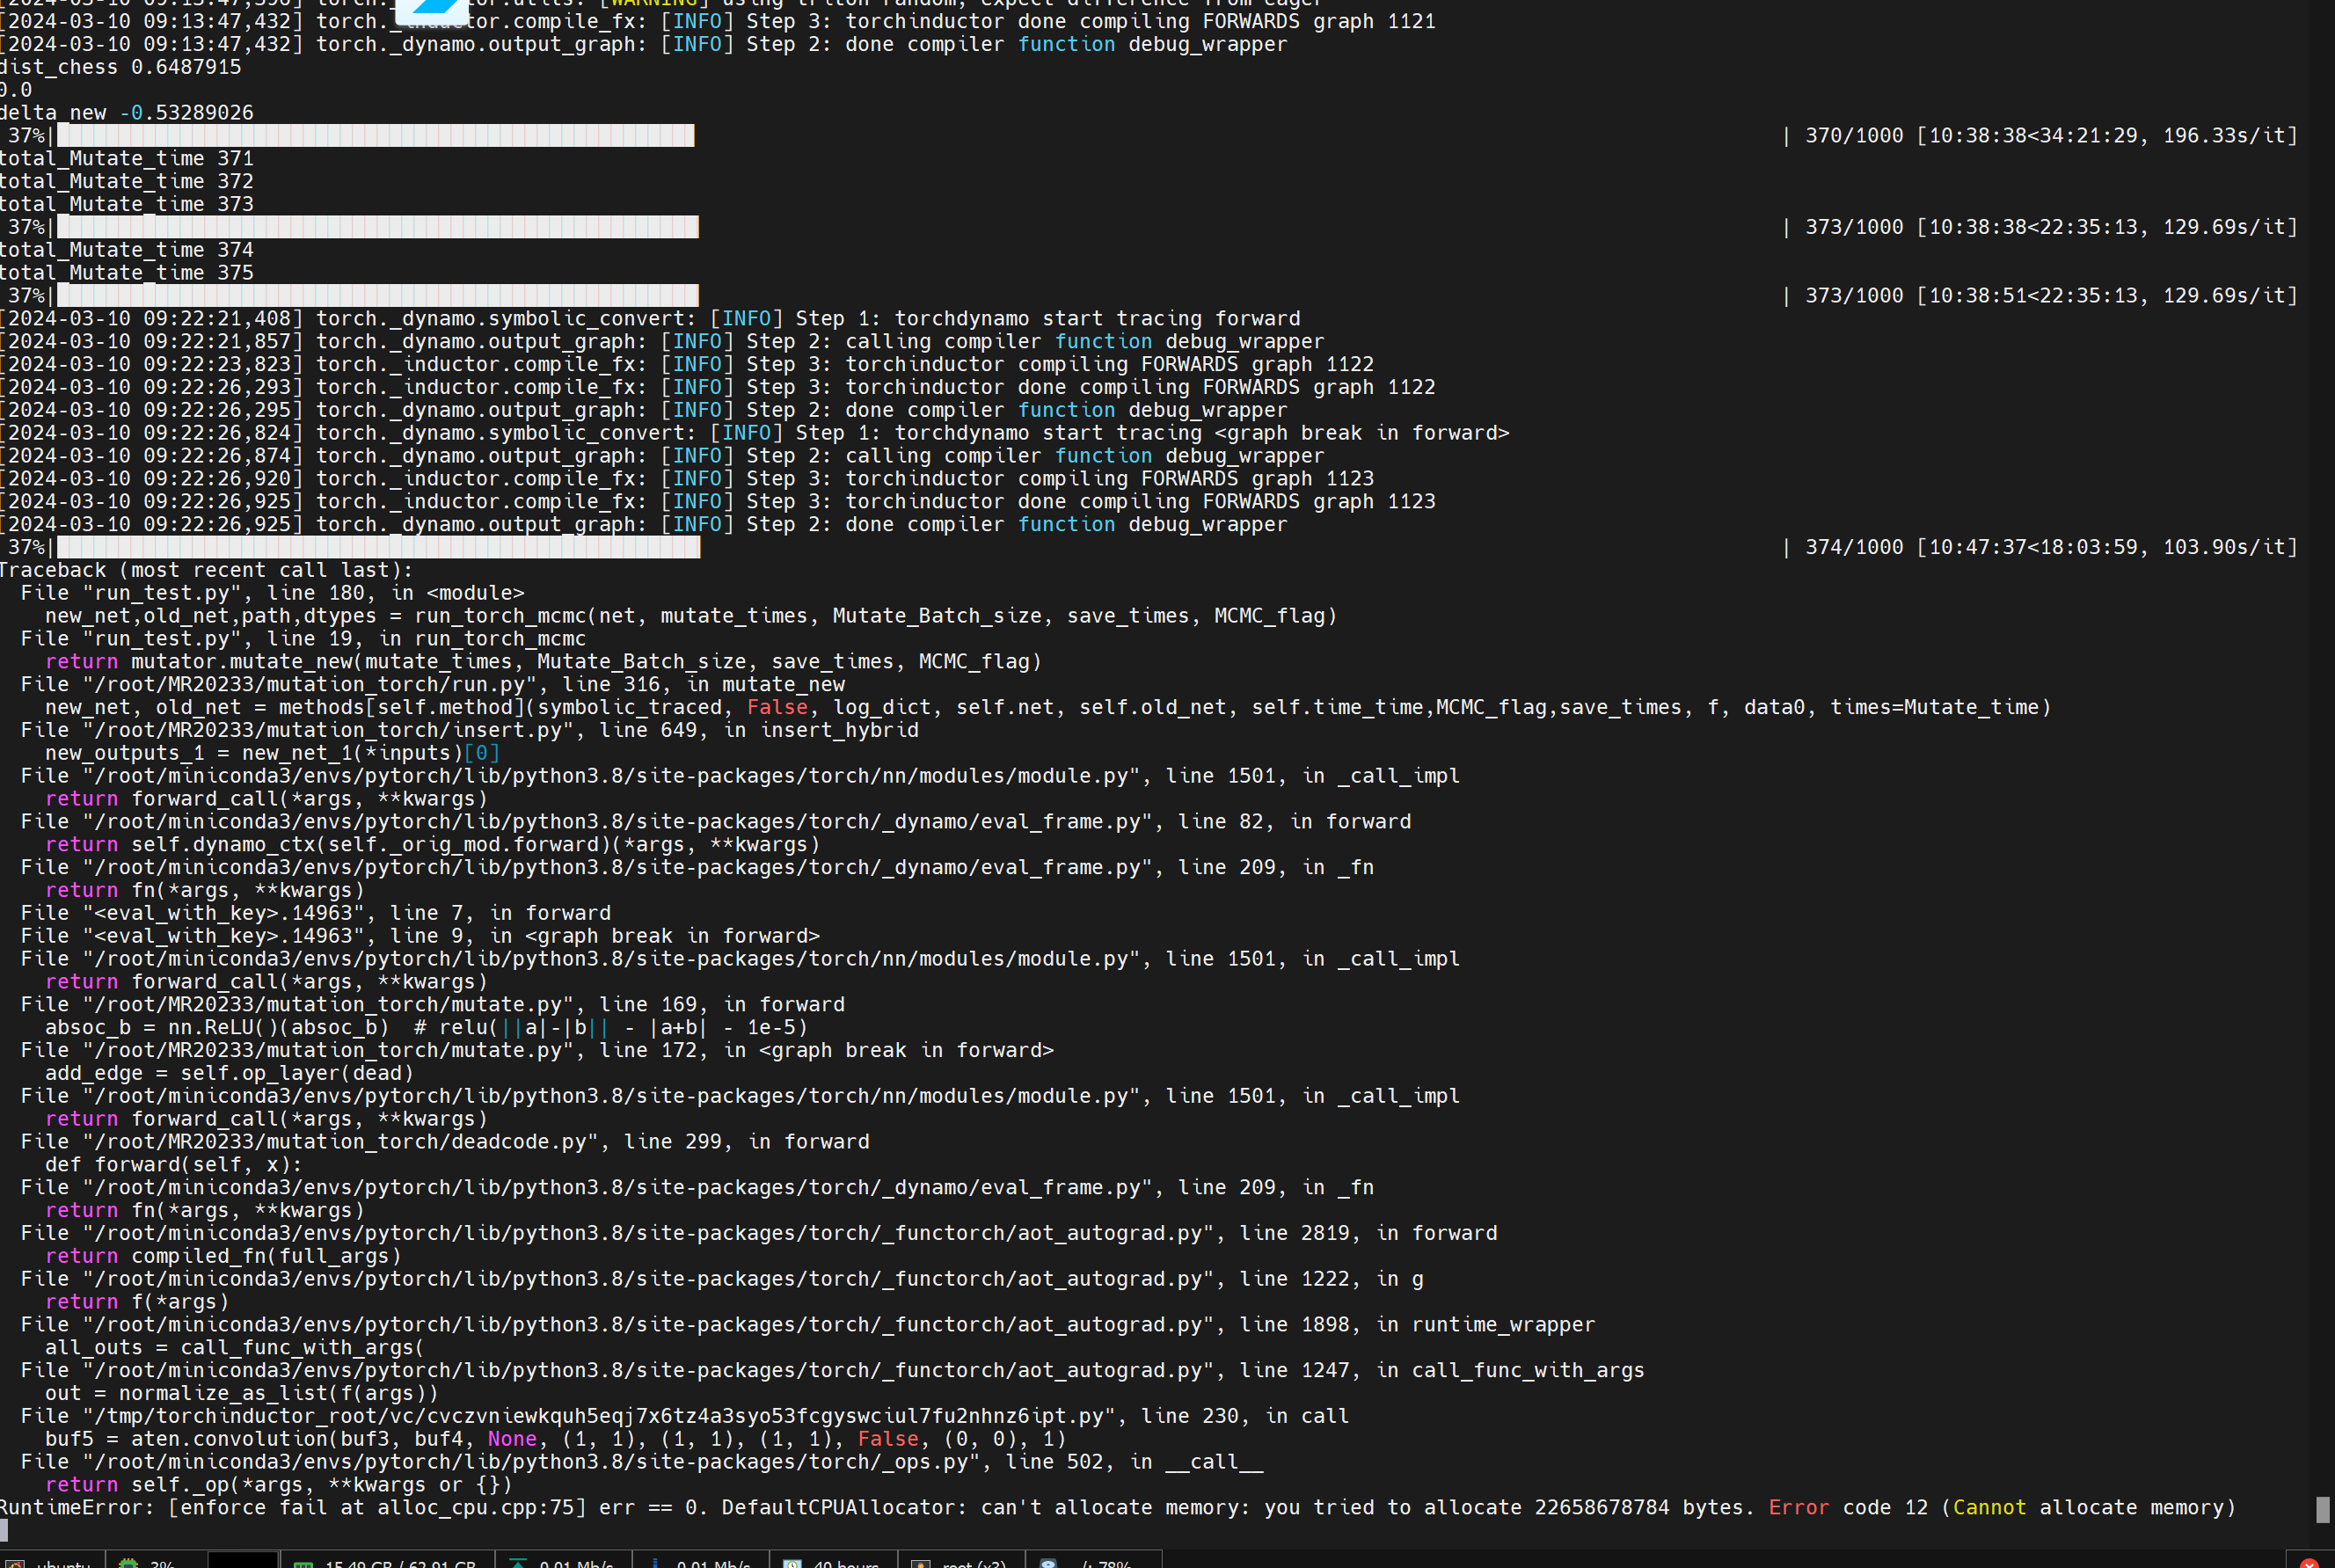 [2024-03-10 09:13:47,396] torch._inductor.utils: [WARNING] using triton random, expect difference from eager
[2024-03-10 09:13:47,432] torch._inductor.compile_fx: [INFO] Step 3: torchinductor done compiling FORWARDS graph 1121
[2024-03-10 09:13:47,432] torch._dynamo.output_graph: [INFO] Step 2: done compiler function debug_wrapper
dist_chess 0.6487915
0.0
delta_new -0.53289026
37%| | 370/1000 [10:38:38<34:21:29, 196.33s/it]
total_Mutate_time 371
total_Mutate_time 372
total_Mutate_time 373
37%| | 373/1000 [10:38:38<22:35:13, 129.69s/it]
total_Mutate_time 374
total_Mutate_time 375
37%| | 373/1000 [10:38:51<22:35:13, 129.69s/it]
[2024-03-10 09:22:21,408] torch._dynamo.symbolic_convert: [INFO] Step 1: torchdynamo start tracing forward
[2024-03-10 09:22:21,857] torch._dynamo.output_graph: [INFO] Step 2: calling compiler function debug_wrapper
[2024-03-10 09:22:23,823] torch._inductor.compile_fx: [INFO] Step 3: torchinductor compiling FORWARDS graph 1122
[2024-03-10 09:22:26,293] torch._inductor.compile_fx: [INFO] Step 3: torchinductor done compiling FORWARDS graph 1122
[2024-03-10 09:22:26,295] torch._dynamo.output_graph: [INFO] Step 2: done compiler function debug_wrapper
[2024-03-10 09:22:26,824] torch._dynamo.symbolic_convert: [INFO] Step 1: torchdynamo start tracing <graph break in forward>
[2024-03-10 09:22:26,874] torch._dynamo.output_graph: [INFO] Step 2: calling compiler function debug_wrapper
[2024-03-10 09:22:26,920] torch._inductor.compile_fx: [INFO] Step 3: torchinductor compiling FORWARDS graph 1123
[2024-03-10 09:22:26,925] torch._inductor.compile_fx: [INFO] Step 3: torchinductor done compiling FORWARDS graph 1123
[2024-03-10 09:22:26,925] torch._dynamo.output_graph: [INFO] Step 2: done compiler function debug_wrapper
37%| | 374/1000 [10:47:37<18:03:59, 103.90s/it]
Traceback (most recent call last):
File "run_test.py", line 180, in <module>
new_net,old_net,path,dtypes = run_torch_mcmc(net, mutate_times, Mutate_Batch_size, save_times, MCMC_flag)
File "run_test.py", line 19, in run_torch_mcmc
return mutator.mutate_new(mutate_times, Mutate_Batch_size, save_times, MCMC_flag)
File "/root/MR20233/mutation_torch/run.py", line 316, in mutate_new
new_net, old_net = methods[self.method](symbolic_traced, False, log_dict, self.net, self.old_net, self.time_time,MCMC_flag,save_times, f, data0, times=Mutate_time)
File "/root/MR20233/mutation_torch/insert.py", line 649, in insert_hybrid
new_outputs_1 = new_net_1(*inputs)[0]
File "/root/miniconda3/envs/pytorch/lib/python3.8/site-packages/torch/nn/modules/module.py", line 1501, in _call_impl
return forward_call(*args, **kwargs)
File "/root/miniconda3/envs/pytorch/lib/python3.8/site-packages/torch/_dynamo/eval_frame.py", line 82, in forward
return self.dynamo_ctx(self._orig_mod.forward)(*args, **kwargs)
File "/root/miniconda3/envs/pytorch/lib/python3.8/site-packages/torch/_dynamo/eval_frame.py", line 209, in _fn
return fn(*args, **kwargs)
File "<eval_with_key>.14963", line 7, in forward
File "<eval_with_key>.14963", line 9, in <graph break in forward>
File "/root/miniconda3/envs/pytorch/lib/python3.8/site-packages/torch/nn/modules/module.py", line 1501, in _call_impl
return forward_call(*args, **kwargs)
File "/root/MR20233/mutation_torch/mutate.py", line 169, in forward
absoc_b = nn.ReLU()(absoc_b)  # relu(||a|-|b|| - |a+b| - 1e-5)
File "/root/MR20233/mutation_torch/mutate.py", line 172, in <graph break in forward>
add_edge = self.op_layer(dead)
File "/root/miniconda3/envs/pytorch/lib/python3.8/site-packages/torch/nn/modules/module.py", line 1501, in _call_impl
return forward_call(*args, **kwargs)
File "/root/MR20233/mutation_torch/deadcode.py", line 299, in forward
def forward(self, x):
File "/root/miniconda3/envs/pytorch/lib/python3.8/site-packages/torch/_dynamo/eval_frame.py", line 209, in _fn
return fn(*args, **kwargs)
File "/root/miniconda3/envs/pytorch/lib/python3.8/site-packages/torch/_functorch/aot_autograd.py", line 2819, in forward
return compiled_fn(full_args)
File "/root/miniconda3/envs/pytorch/lib/python3.8/site-packages/torch/_functorch/aot_autograd.py", line 1222, in g
return f(*args)
File "/root/miniconda3/envs/pytorch/lib/python3.8/site-packages/torch/_functorch/aot_autograd.py", line 1898, in runtime_wrapper
all_outs = call_func_with_args(
File "/root/miniconda3/envs/pytorch/lib/python3.8/site-packages/torch/_functorch/aot_autograd.py", line 1247, in call_func_with_args
out = normalize_as_list(f(args))
File "/tmp/torchinductor_root/vc/cvczvniewkquh5eqj7x6tz4a3syo53fcgyswciul7fu2nhnz6ipt.py", line 230, in call
buf5 = aten.convolution(buf3, buf4, None, (1, 1), (1, 1), (1, 1), False, (0, 0), 1)
File "/root/miniconda3/envs/pytorch/lib/python3.8/site-packages/torch/_ops.py", line 502, in __call__
return self._op(*args, **kwargs or {})
RuntimeError: [enforce fail at alloc_cpu.cpp:75] err == 0. DefaultCPUAllocator: can't allocate memory: you tried to allocate 22658678784 bytes. Error code 12 (Cannot allocate memory)
ubuntu 3% 15.49 GB / 62.91 GB 0.01 Mb/s 0.01 Mb/s 40 hours root (x3) /: 78%